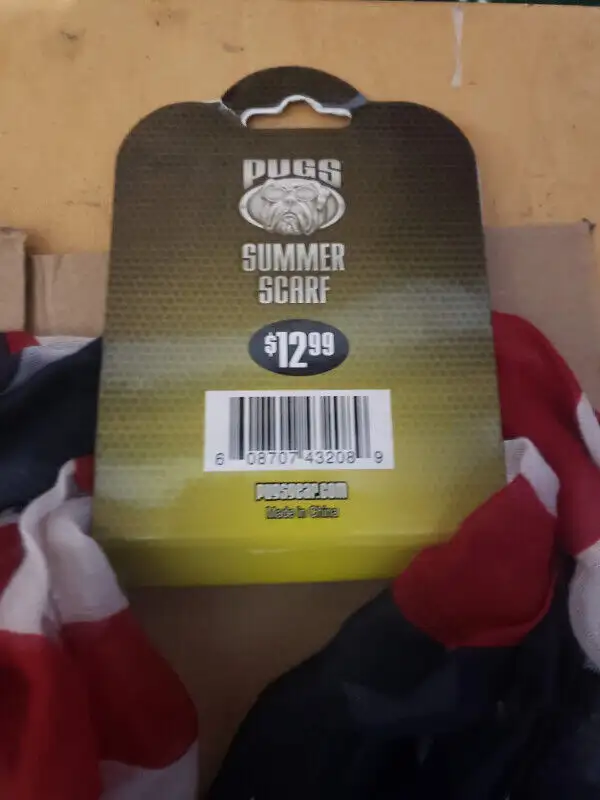 PUGS
SUMMER
SCARF
$12.99
6 08707 43208 9
pugsgear.com
Made In China